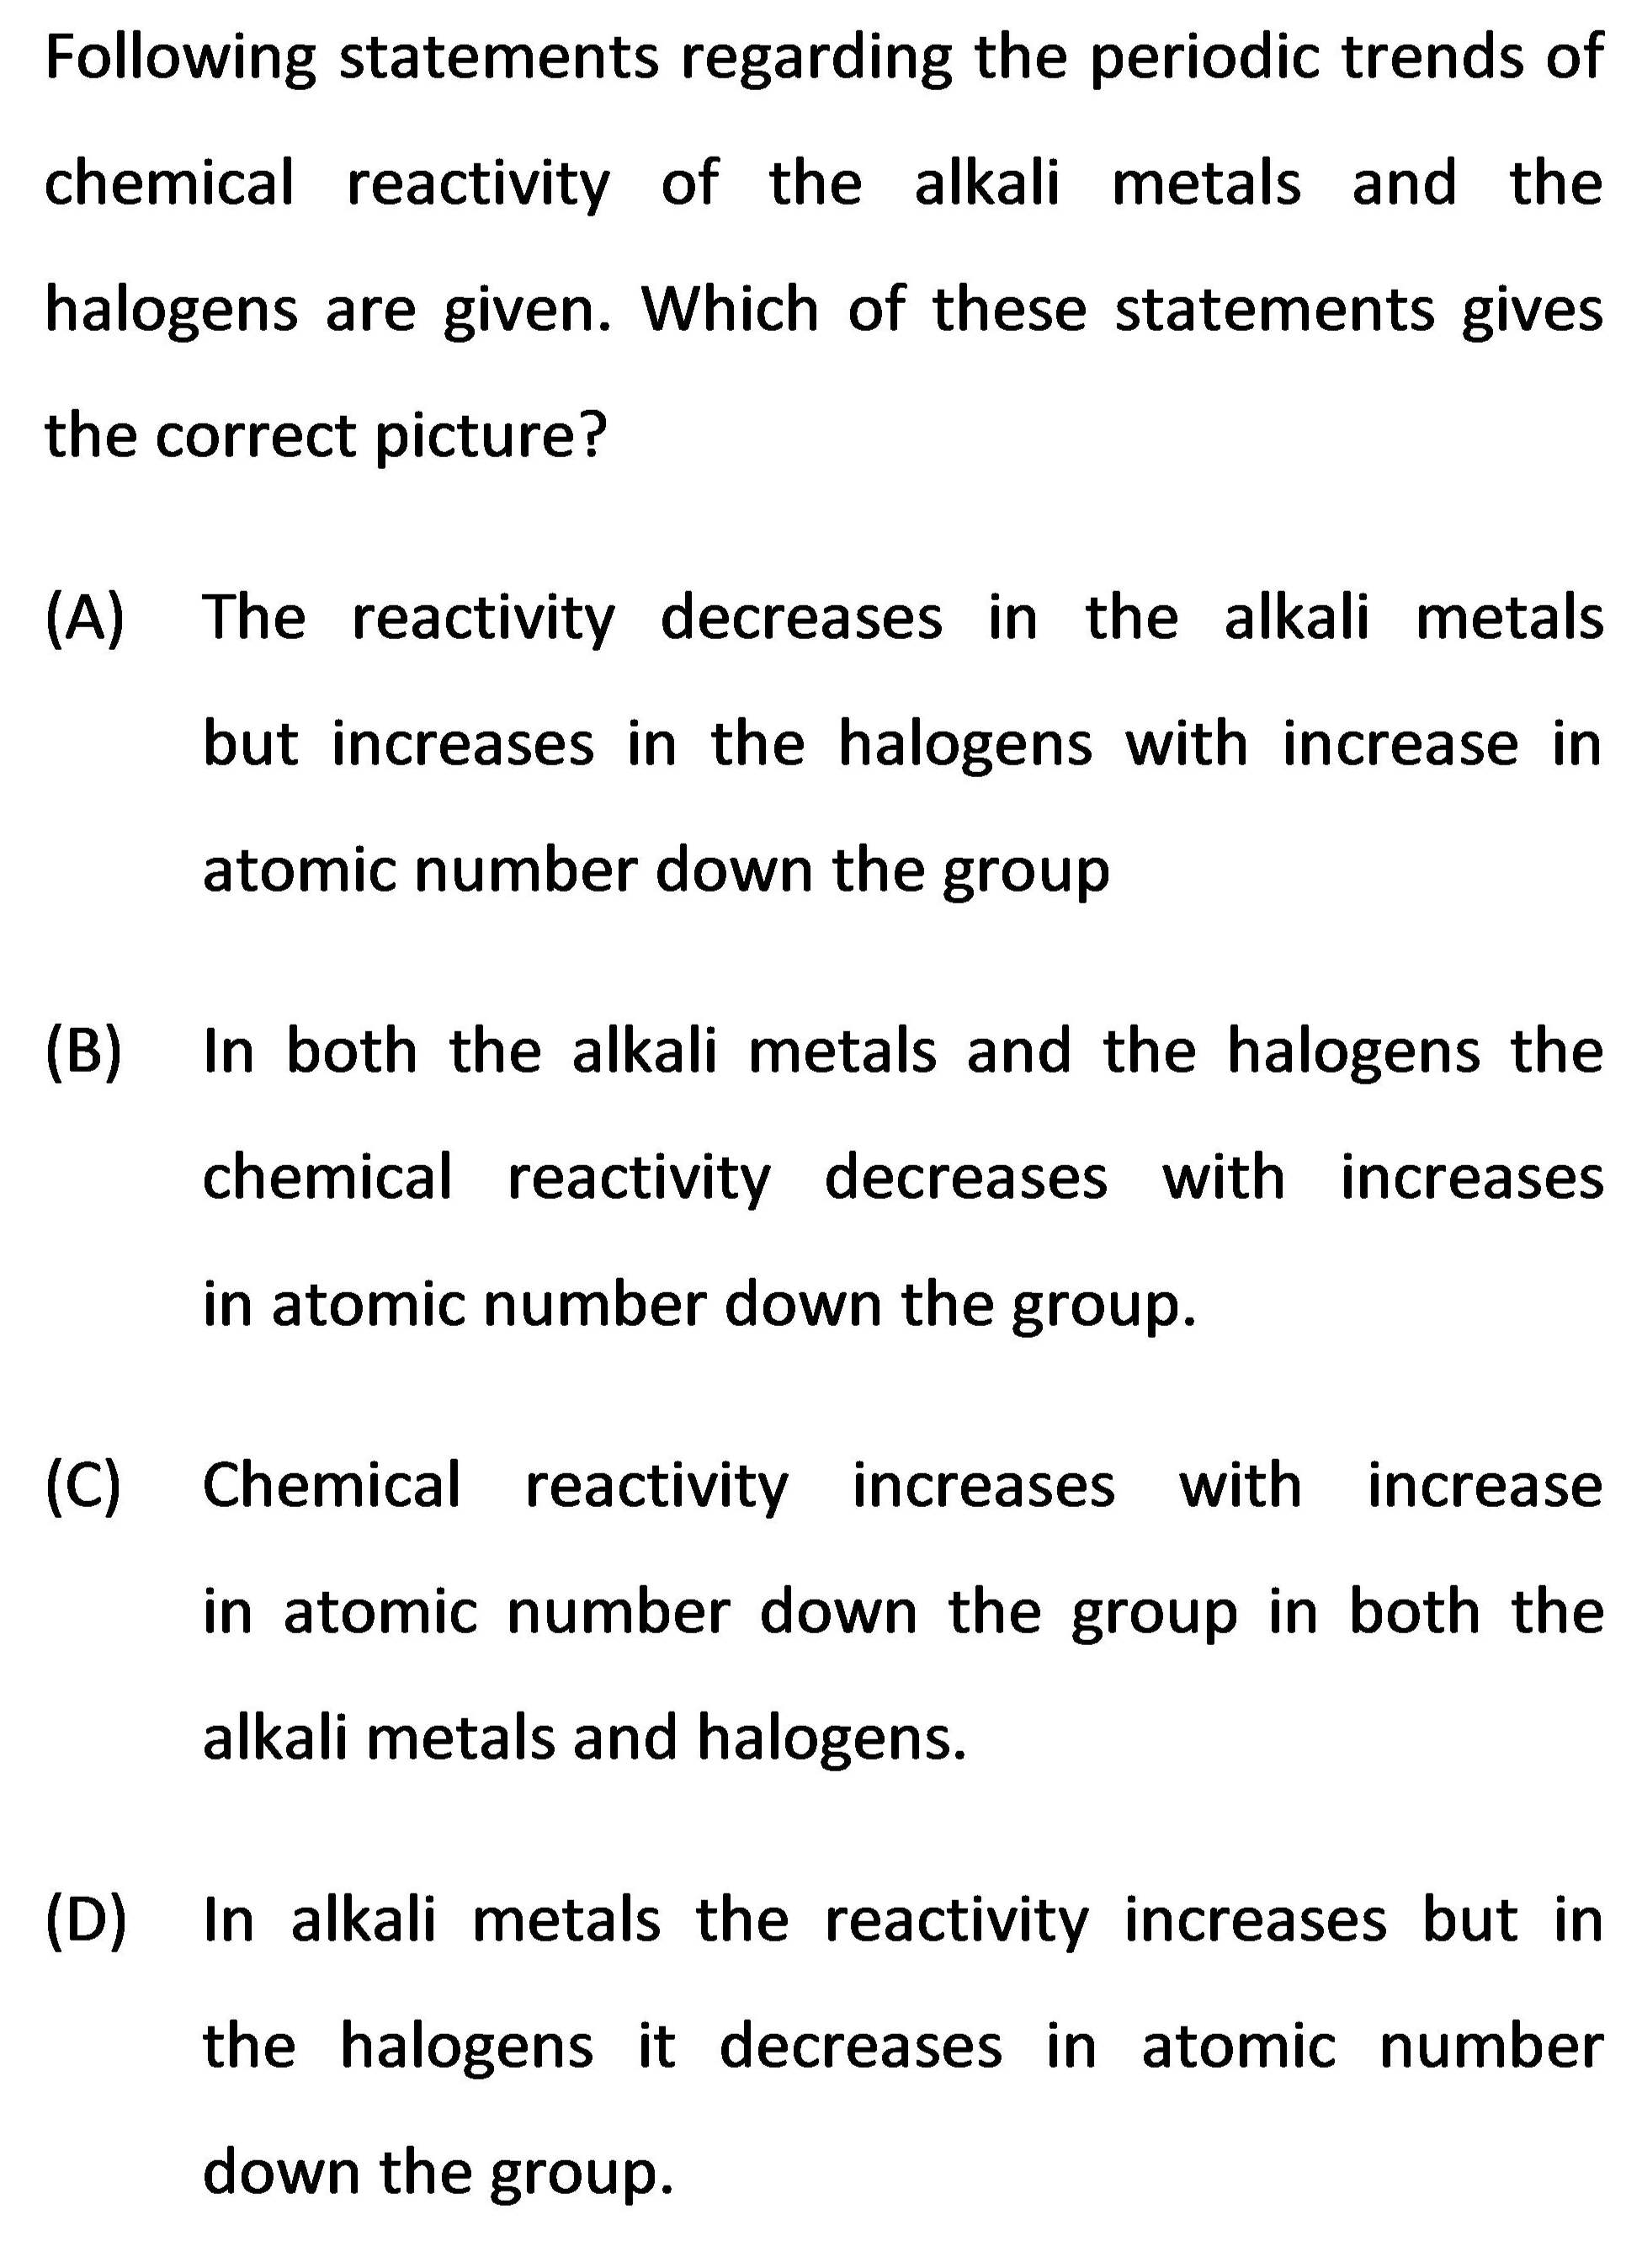 Following statements regarding the periodic trends of
chemical reactivity of the alkali metals and the
halogens are given. Which of these statements gives
the correct picture?
(A) The reactivity decreases in the alkali metals
but increases in the halogens with increase in
atomic number down the group
(B) In both the alkali metals and the halogens the
chemical reactivity decreases with increases
in atomic number down the group.
(C) Chemical reactivity increases with increase
in atomic number down the group in both the
alkali metals and halogens.
(D) In alkali metals the reactivity increases but in
the halogens it decreases in atomic number
down the group.